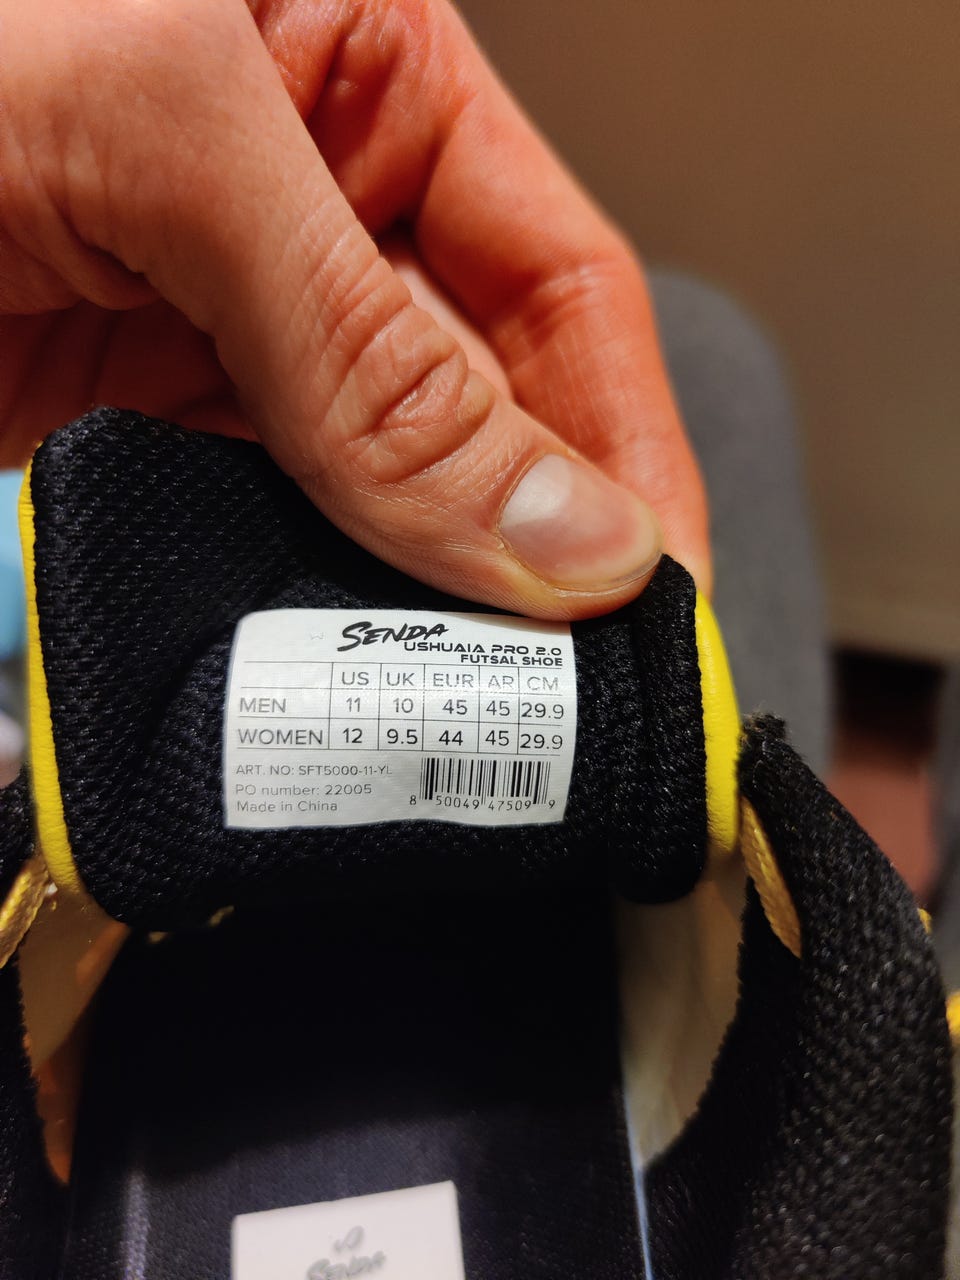 SENDA
USHUAIA PRO 2.0
FUTSAL SHOE
US UK EUR AR CM
MEN 11 10 45 45 29.9
WOMEN 12 9.5 44 45 29.9
ART. NO: SFT5000-11-YL
PO number: 22005
Made in China
8 50049 47509 9
SENDA